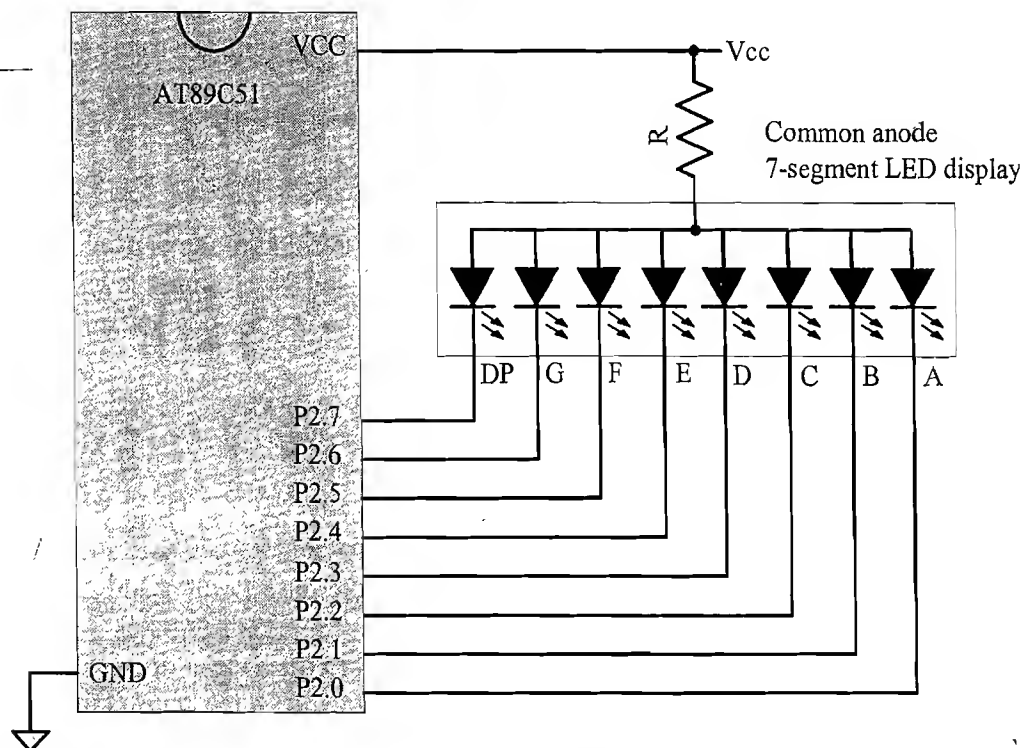 VCC
Vcc
AT89C51
R
Common anode
7-segment LED display
DP
G
F
E
D
C
B
A
P2.7
P2.6
P2.5
P2.4
P2.3
P2.2
P2.1
GND
P2.0